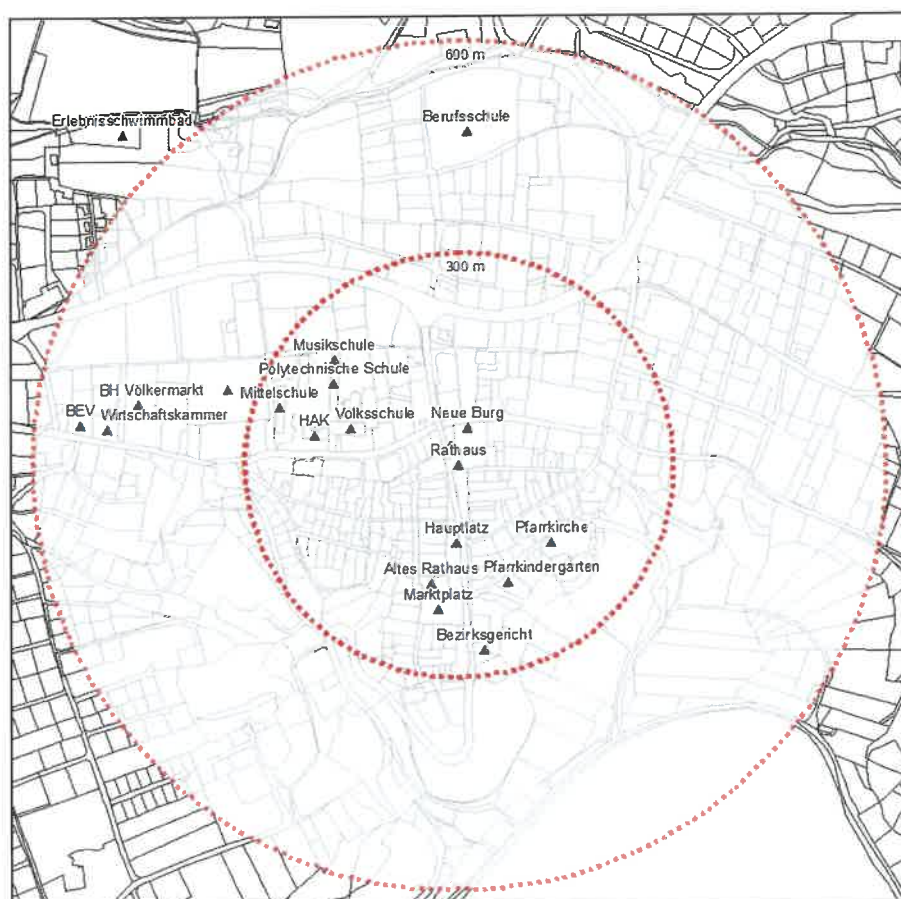 600 m
Erlebnisschwimmbad
Berufsschule
300 m
Musikschule
Polytechnische Schule
BH Völkermarkt
Mittelschule
BEV
Wirtschaftskammer
HAK
Volksschule
Neue Burg
Rathaus
Hauptplatz
Pfarrkirche
Altes Rathaus
Pfarrkindergarten
Marktplatz
Bezirksgericht